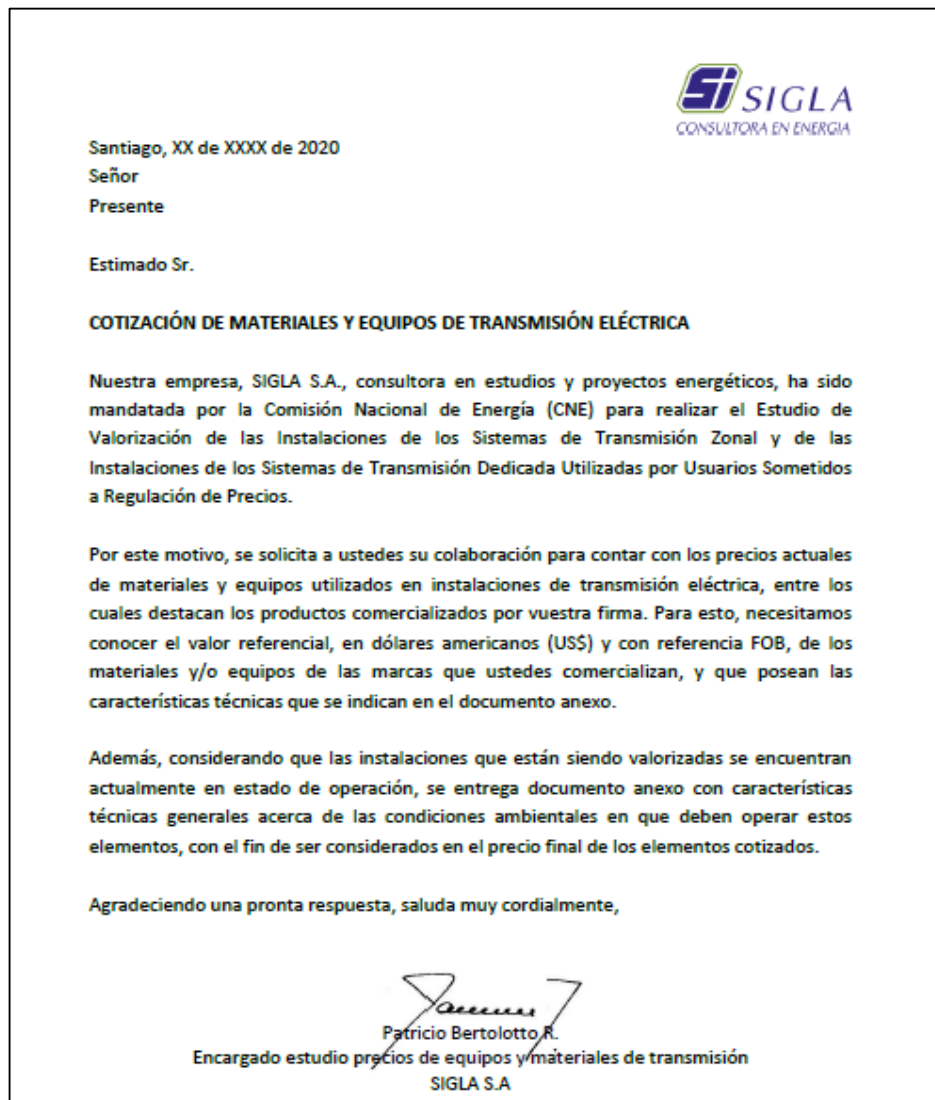 Si SIGLA
CONSULTORA EN ENERGIA
Santiago, XX de XXXX de 2020
Señor
Presente
Estimado Sr.
COTIZACIÓN DE MATERIALES Y EQUIPOS DE TRANSMISIÓN ELÉCTRICA
Nuestra empresa, SIGLA S.A., consultora en estudios y proyectos energéticos, ha sido
mandatada por la Comisión Nacional de Energía (CNE) para realizar el Estudio de
Valorización de las Instalaciones de los Sistemas de Transmisión Zonal y de las
Instalaciones de los Sistemas de Transmisión Dedicada Utilizadas por Usuarios Sometidos
a Regulación de Precios.
Por este motivo, se solicita a ustedes su colaboración para contar con los precios actuales
de materiales y equipos utilizados en instalaciones de transmisión eléctrica, entre los
cuales destacan los productos comercializados por vuestra firma. Para esto, necesitamos
conocer el valor referencial, en dólares americanos (US$) y con referencia FOB, de los
materiales y/o equipos de las marcas que ustedes comercializan, y que posean las
características técnicas que se indican en el documento anexo.
Además, considerando que las instalaciones que están siendo valorizadas se encuentran
actualmente en estado de operación, se entrega documento anexo con características
técnicas generales acerca de las condiciones ambientales en que deben operar estos
elementos, con el fin de ser considerados en el precio final de los elementos cotizados.
Agradeciendo una pronta respuesta, saluda muy cordialmente,
Patricio Bertolotto R.
Encargado estudio precios de equipos y materiales de transmisión
SIGLA S.A